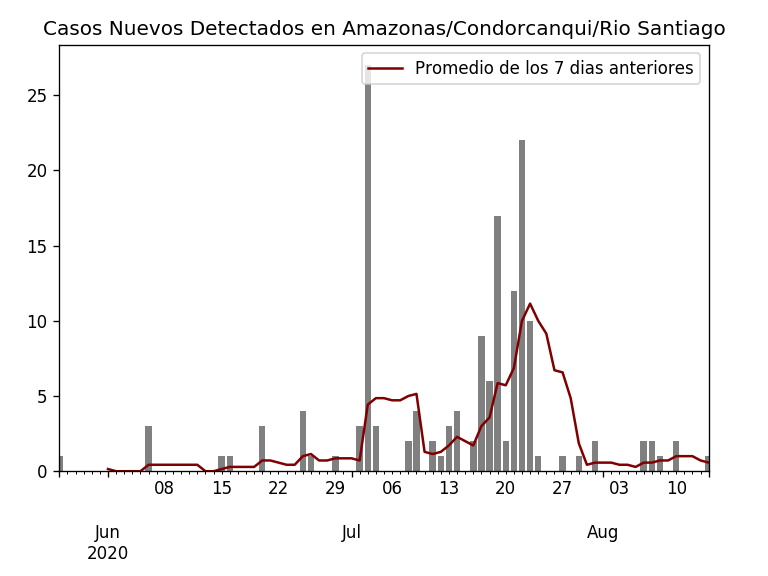 Casos Nuevos Detectados en Amazonas/Condorcanqui/Rio Santiago
Promedio de los 7 dias anteriores
25
20
15
10
5
0
08 15 22 29 06 13 20 27 03 10
Jun Jul Aug
2020